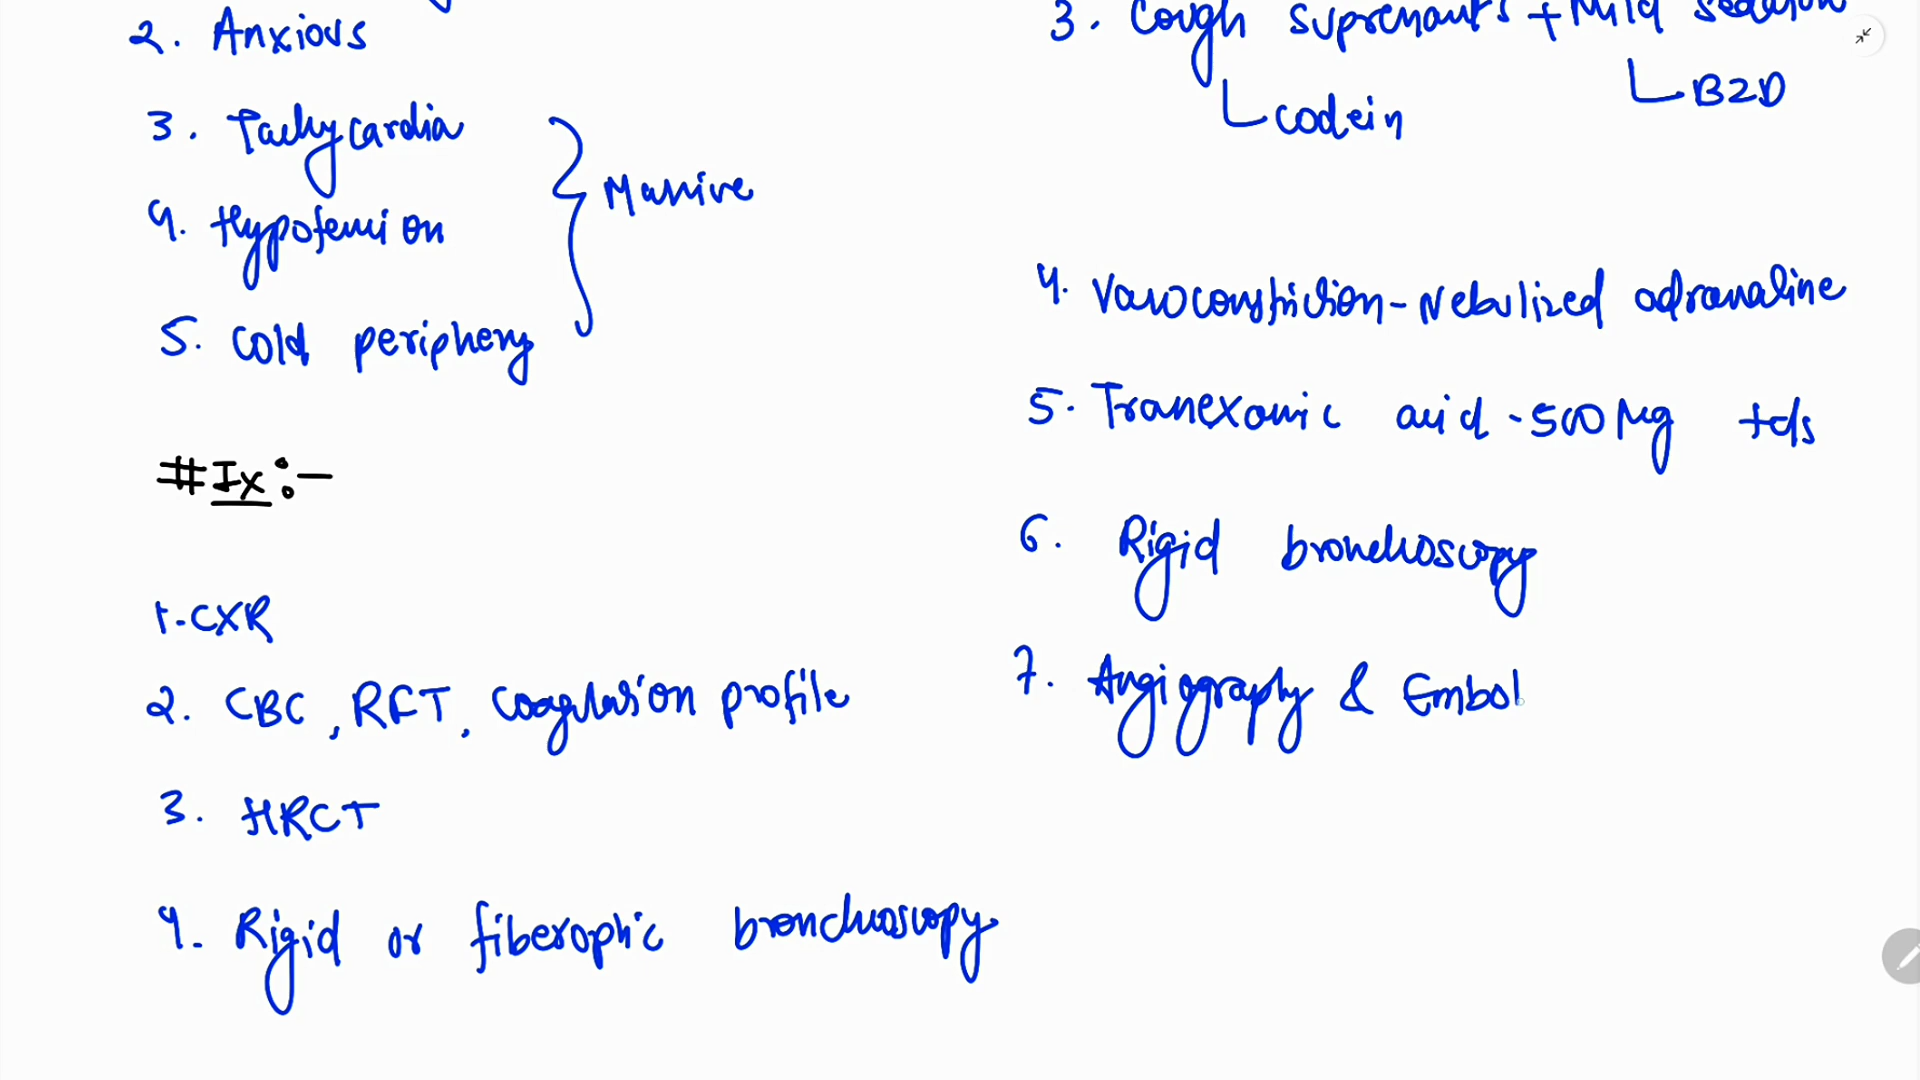 2. Anxious
3. Tachycardia
4. Hypotension
5. Cold periphery
Massive
#Ix:-
1. CXR
2. CBC, RFT, Coagulation profile
3. HRCT
4. Rigid or fiberoptic bronchoscopy
3. Cough supressants + Mild sedation
codein
BZD
4. Vasoconstriction - Nebulized adrenaline
5. Tranexamic acid - 500 mg tds
6. Rigid bronchoscopy
7. Angiography & Embol